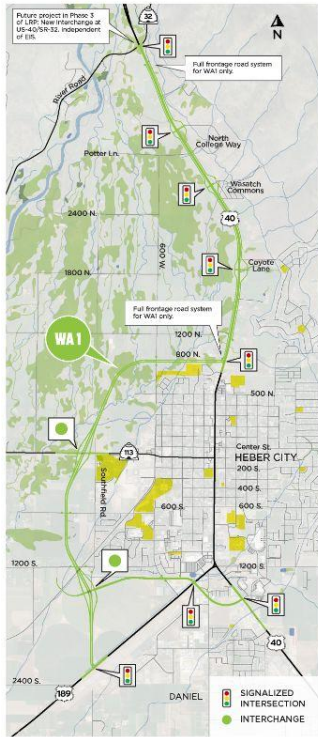 Future project in Phase 3
of LRP: New Interchange at
US-40/SR-32. Independent
of EIS.
32
N
Full frontage road system
for WA1 only.
River Road
North
College Way
Potter Ln.
Wasatch
Commons
2400 N.
40
600 W.
Coyote
Lane
1800 N.
Full frontage road system
for WA1 only.
1200 N.
WA1
800 N.
500 N.
Center St.
113
HEBER CITY
200 S.
Southfield Rd.
400 S.
600 S.
600 S.
1200 S.
1200 S.
40
2400 S.
189
DANIEL
SIGNALIZED
INTERSECTION
INTERCHANGE